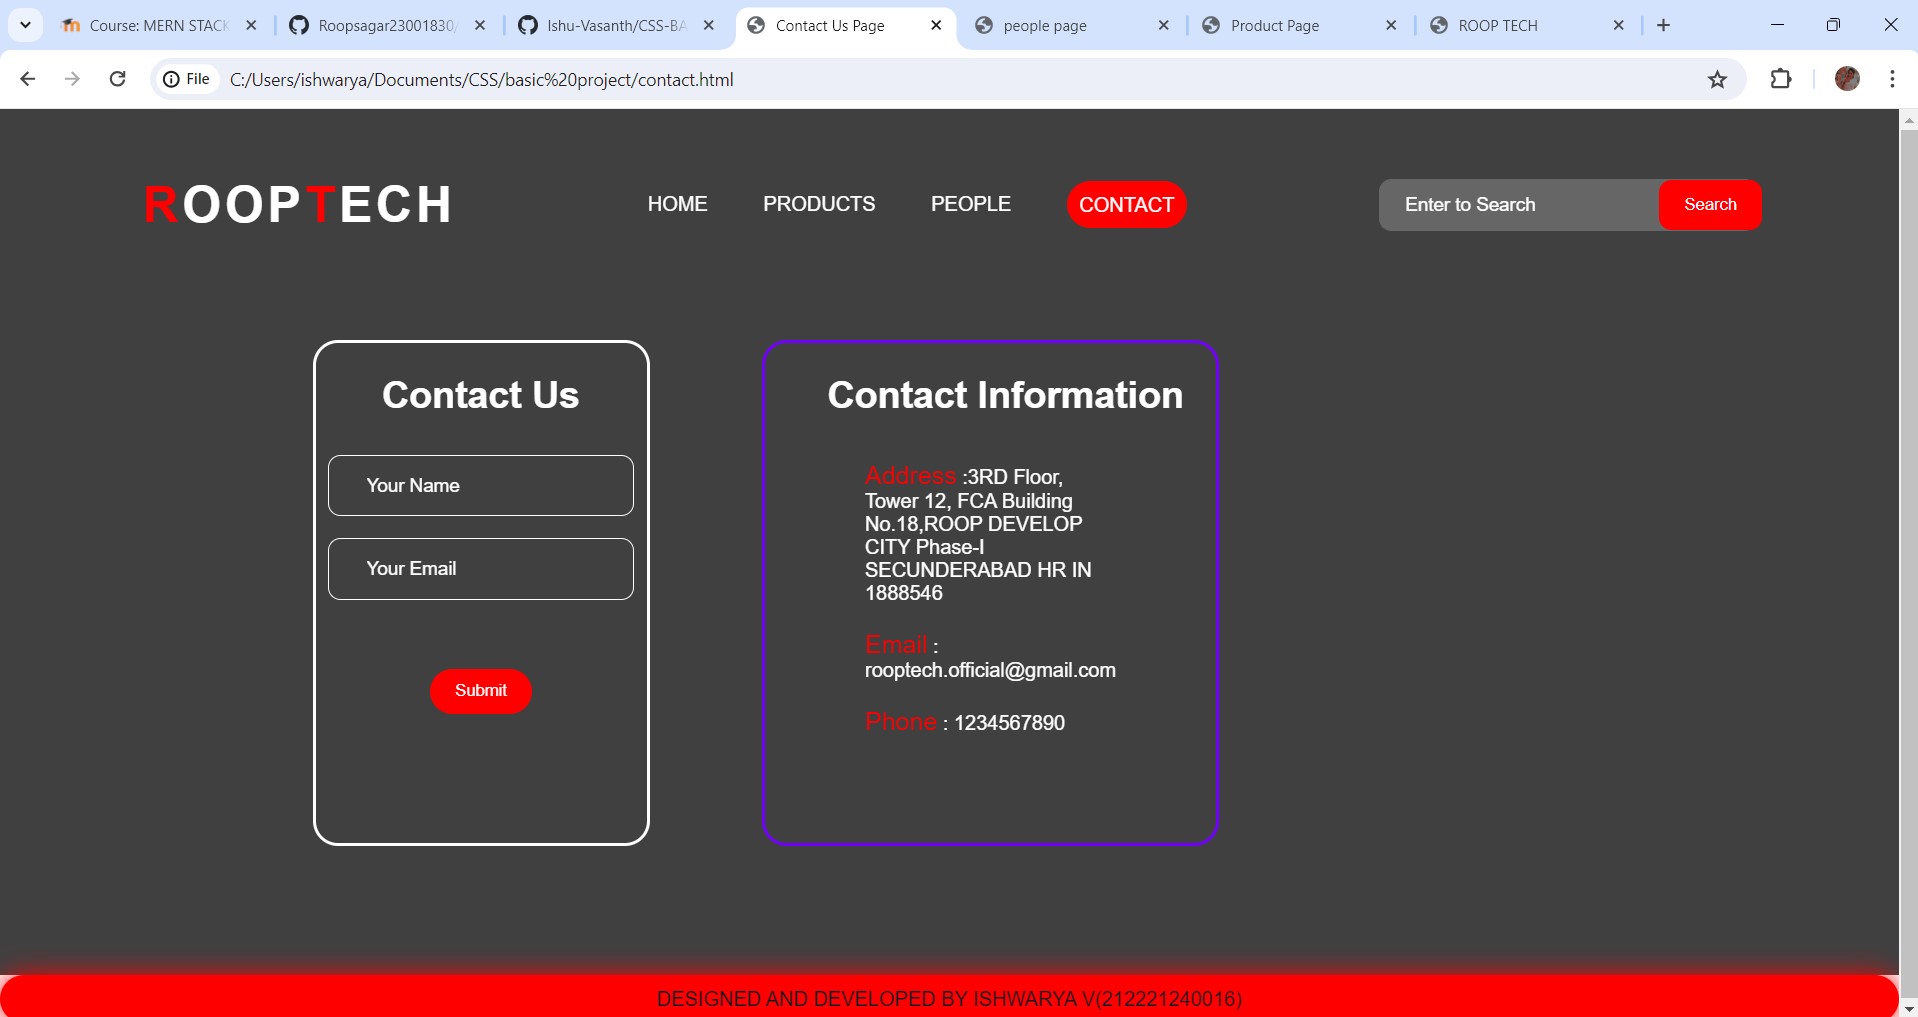 Course: MERN STACK
Roopsagar23001830/
Ishu-Vasanth/CSS-BA
Contact Us Page
people page
Product Page
ROOP TECH
File
C:/Users/ishwarya/Documents/CSS/basic%20project/contact.html
ROOPTECH
HOME
PRODUCTS
PEOPLE
CONTACT
Enter to Search
Search
Contact Us
Your Name
Your Email
Submit
Contact Information
Address :3RD Floor,
Tower 12, FCA Building
No.18,ROOP DEVELOP
CITY Phase-I
SECUNDERABAD HR IN
1888546
Email :
rooptech.official@gmail.com
Phone : 1234567890
DESIGNED AND DEVELOPED BY ISHWARYA V(212221240016)